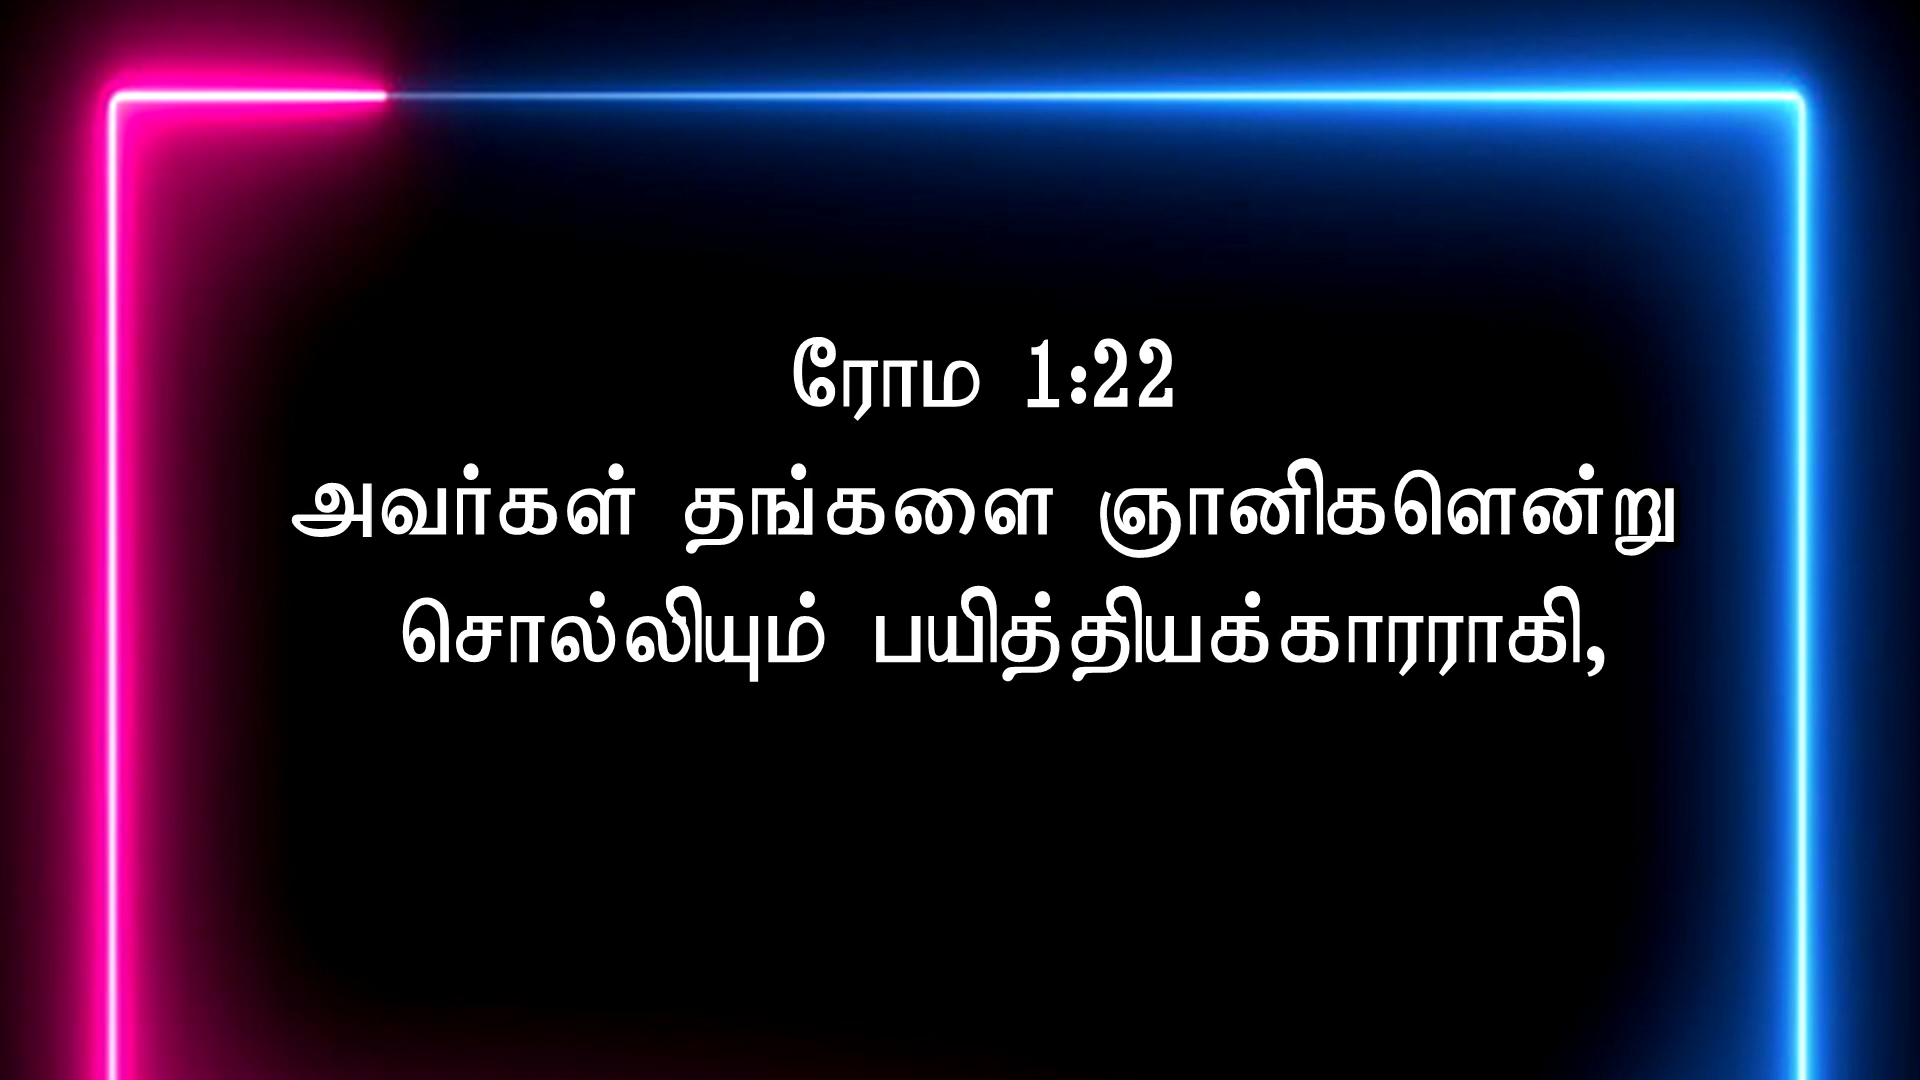 ரோம 1:22
அவர்கள் தங்களை ஞானிகளென்று
சொல்லியும் பயித்தியக்காரராகி,